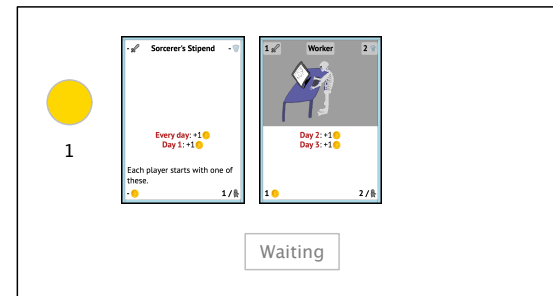 - Sorcerer's Stipend -
Every day: +1
Day 1: +1
Each player starts with one of
these.
- 1 /
1 Worker 2
Day 2: +1
Day 3: +1
1 2 /
1
Waiting